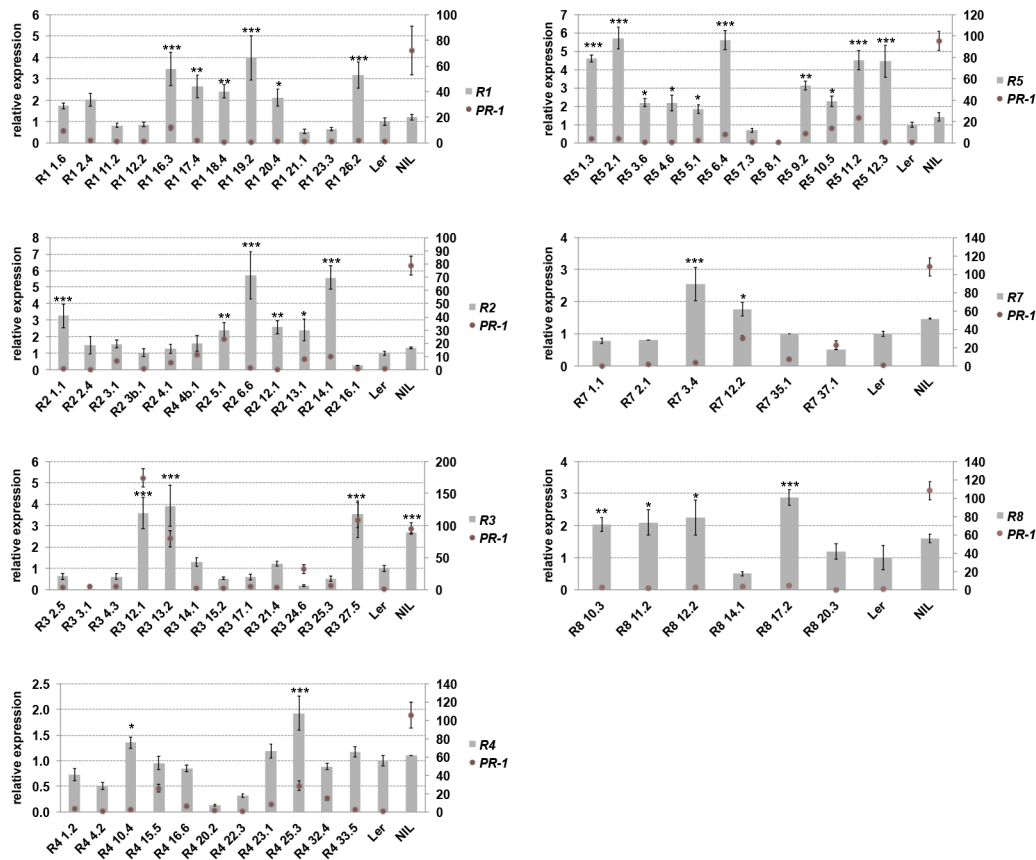 6 5 4 3 2 1 0
relative expression
*** ** ** *** * ***
100 80 60 40 20 0
R1
PR-1
R1 1.6 R1 2.4 R1 11.2 R1 12.2 R1 16.3 R1 17.4 R1 18.4 R1 19.2 R1 20.4 R1 21.1 R1 23.3 R1 26.2 Ler NIL
7 6 5 4 3 2 1 0
relative expression
*** *** * * * *** ** * *** ***
120 100 80 60 40 20 0
R5
PR-1
R5 1.3 R5 2.1 R5 3.6 R5 4.6 R5 5.1 R5 6.4 R5 7.3 R5 8.1 R5 9.2 R5 10.5 R5 11.2 R5 12.3 Ler NIL
8 7 6 5 4 3 2 1 0
relative expression
*** ** *** ** * ***
100 90 80 70 60 50 40 30 20 10 0
R2
PR-1
R2 1.1 R2 2.4 R2 3.1 R2 3b.1 R2 4.1 R4 4b.1 R2 5.1 R2 6.6 R2 12.1 R2 13.1 R2 14.1 R2 16.1 Ler NIL
4 3 2 1 0
relative expression
*** *
140 120 100 80 60 40 20 0
R7
PR-1
R7 1.1 R7 2.1 R7 3.4 R7 12.2 R7 35.1 R7 37.1 Ler NIL
6 5 4 3 2 1 0
relative expression
*** *** *** ***
200 150 100 50 0
R3
PR-1
R3 2.5 R3 3.1 R3 4.3 R3 12.1 R3 13.2 R3 14.1 R3 15.2 R3 17.1 R3 21.4 R3 24.6 R3 25.3 R3 27.5 Ler NIL
4 3 2 1 0
relative expression
** * * ***
140 120 100 80 60 40 20 0
R8
PR-1
R8 10.3 R8 11.2 R8 12.2 R8 14.1 R8 17.2 R8 20.3 Ler NIL
2.5 2.0 1.5 1.0 0.5 0.0
relative expression
* ***
140 120 100 80 60 40 20 0
R4
PR-1
R4 1.2 R4 4.2 R4 10.4 R4 15.5 R4 16.6 R4 20.2 R4 22.3 R4 23.1 R4 25.3 R4 32.4 R4 33.5 Ler NIL